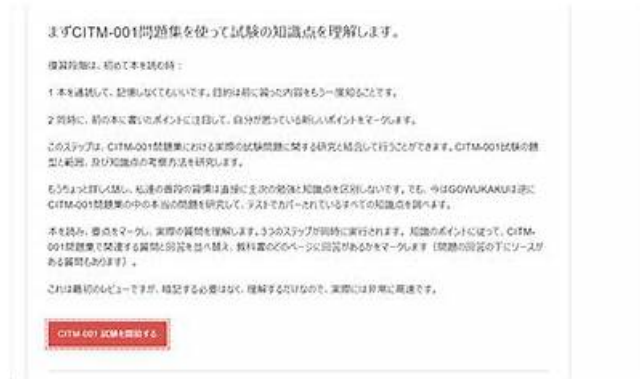 まずCITM-001問題集を使って試験の知識点を理解します。
復習段階は、初めて本を読む時：
1 本を通読して、記憶しなくてもいいです。目的は前に習った内容をもう一度知ることです。
2 同時に、前の本に書いたポイントに注目して、自分が思っている新しいポイントをマークします。
このステップは、CITM-001問題集における実際の試験問題に関する研究と結合して行うことができます。CITM-001試験の題
型と範囲、及び知識点の考察方法を研究します。
もうちょっと詳しく話し、私達の普段の習慣は直接に主次の勉強と知識点を区別しないです。でも、今はGOWUKAKUは逆に
CITM-001問題集の中の本当の問題を研究して、テストでカバーされているすべての知識点を調べます。
本を読み、要点をマークし、実際の質問を理解します。3つのステップが同時に実行されます。知識のポイントに従って、CITM-
001問題集で関連する質問と回答を並べ替え、教科書のどのページに回答があるかをマークします（問題の回答の下にソースが
ある質問もあります）。
これは最初のレビューですが、暗記する必要はなく、理解するだけなので、実際には非常に高速です。
CITM-001 試験を開始する